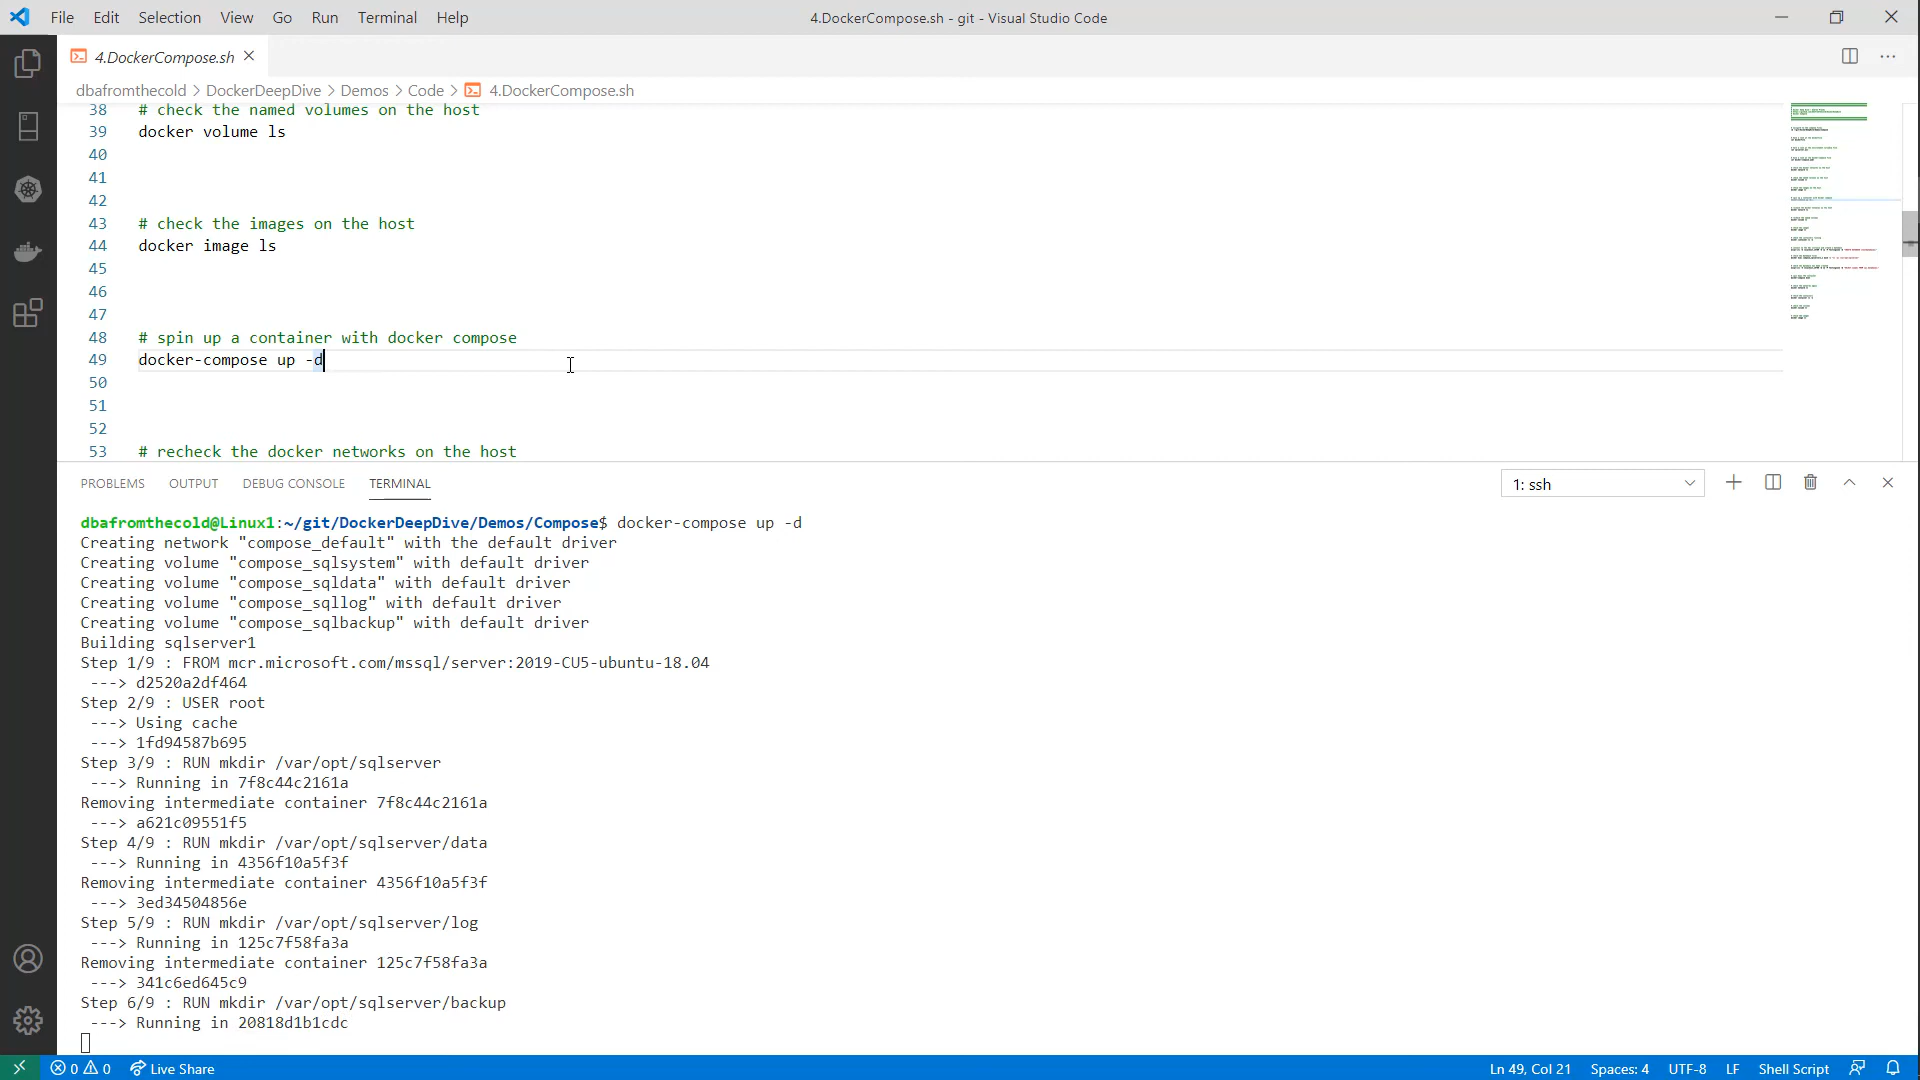 File Edit Selection View Go Run Terminal Help
4.DockerCompose.sh - git - Visual Studio Code
4.DockerCompose.sh
dbafromthecold > DockerDeepDive > Demos > Code > 4.DockerCompose.sh
38 # check the named volumes on the host
39 docker volume ls
40
41
42
43 # check the images on the host
44 docker image ls
45
46
47
48 # spin up a container with docker compose
49 docker-compose up -d
50
51
52
53 # recheck the docker networks on the host
PROBLEMS OUTPUT DEBUG CONSOLE TERMINAL
1: ssh
dbafromthecold@Linux1:~/git/DockerDeepDive/Demos/Compose$ docker-compose up -d
Creating network "compose_default" with the default driver
Creating volume "compose_sqlsystem" with default driver
Creating volume "compose_sqldata" with default driver
Creating volume "compose_sqllog" with default driver
Creating volume "compose_sqlbackup" with default driver
Building sqlserver1
Step 1/9 : FROM mcr.microsoft.com/mssql/server:2019-CU5-ubuntu-18.04
---> d2520a2df464
Step 2/9 : USER root
---> Using cache
---> 1fd94587b695
Step 3/9 : RUN mkdir /var/opt/sqlserver
---> Running in 7f8c44c2161a
Removing intermediate container 7f8c44c2161a
---> a621c09551f5
Step 4/9 : RUN mkdir /var/opt/sqlserver/data
---> Running in 4356f10a5f3f
Removing intermediate container 4356f10a5f3f
---> 3ed34504856e
Step 5/9 : RUN mkdir /var/opt/sqlserver/log
---> Running in 125c7f58fa3a
Removing intermediate container 125c7f58fa3a
---> 341c6ed645c9
Step 6/9 : RUN mkdir /var/opt/sqlserver/backup
---> Running in 20818d1b1cdc
0 0 Live Share
Ln 49, Col 21 Spaces: 4 UTF-8 LF Shell Script